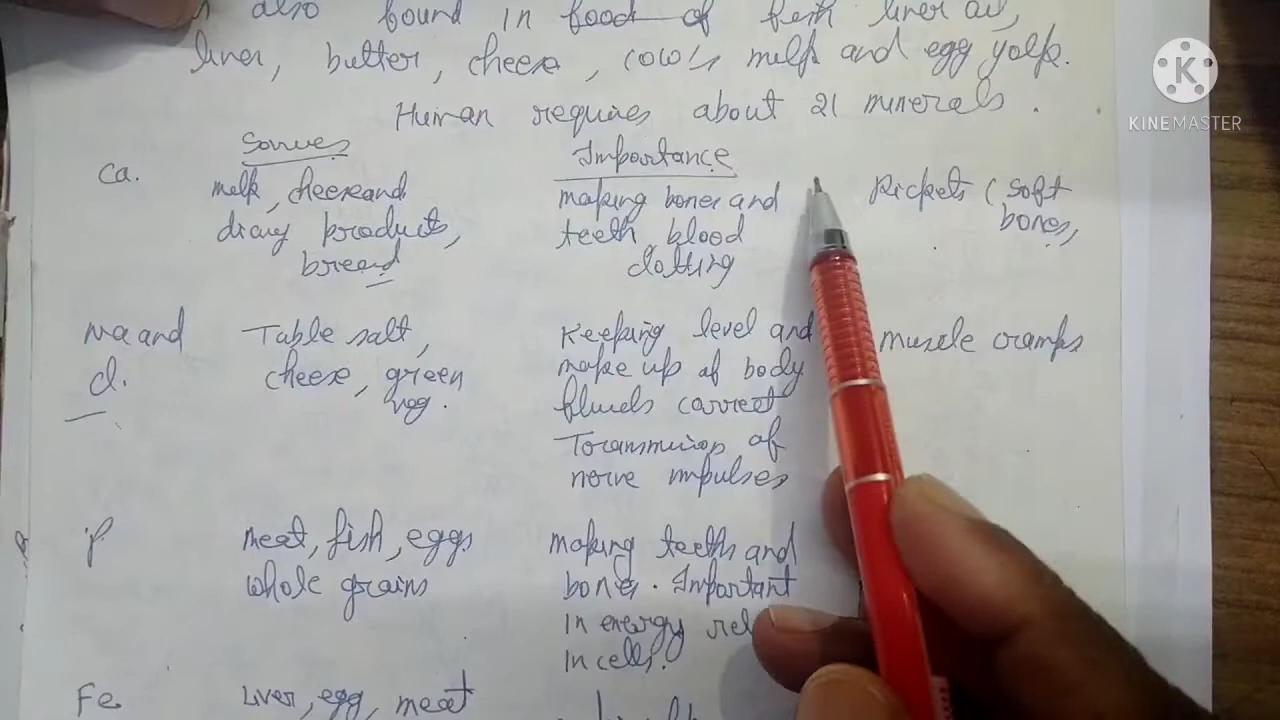 also found in food of fish liver oil,
liver, butter, cheese, cow's milk and egg yolk.
Human requires about 21 minerals.
Sources Importance
Ca. milk, cheese and making bones and Rickets (soft
diary products, teeth, blood bones,
bread clotting
Na and Table salt, Keeping level and muscle cramps
Cl. cheese, green make up of body
veg. fluids correct
Transmission of
nerve impulses
P meat, fish, eggs making teeths and
whole grains bones. Important
in energy rel
in cells.
Fe Liver, egg, meat
KINEMASTER